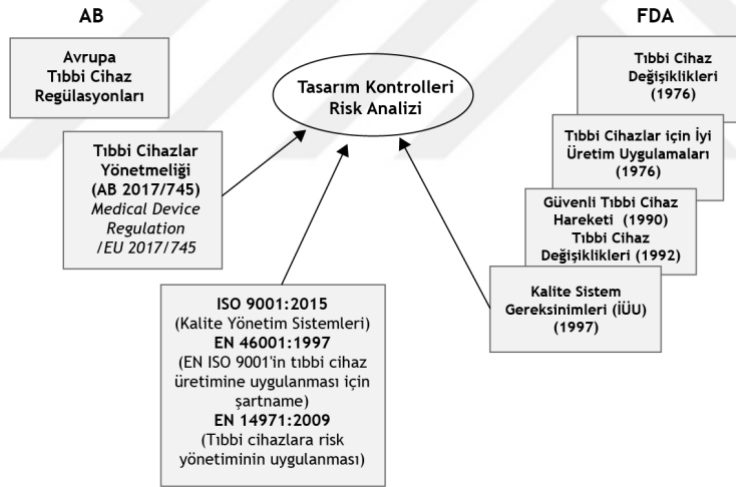 AB
Avrupa
Tıbbi Cihaz
Regülasyonları
Tıbbi Cihazlar
Yönetmeliği
(AB 2017/745)
Medical Device
Regulation
/EU 2017/745
Tasarım Kontrolleri
Risk Analizi
ISO 9001:2015
(Kalite Yönetim Sistemleri)
EN 46001:1997
(EN ISO 9001'in tıbbi cihaz
üretimine uygulanması için
şartname)
EN 14971:2009
(Tıbbi cihazlara risk
yönetiminin uygulanması)
FDA
Tıbbi Cihaz
Değişiklikleri
(1976)
Tıbbi Cihazlar için İyi
Üretim Uygulamaları
(1976)
Güvenli Tıbbi Cihaz
Hareketi (1990)
Tıbbi Cihaz
Değişiklikleri (1992)
Kalite Sistem
Gereksinimleri (İÜU)
(1997)